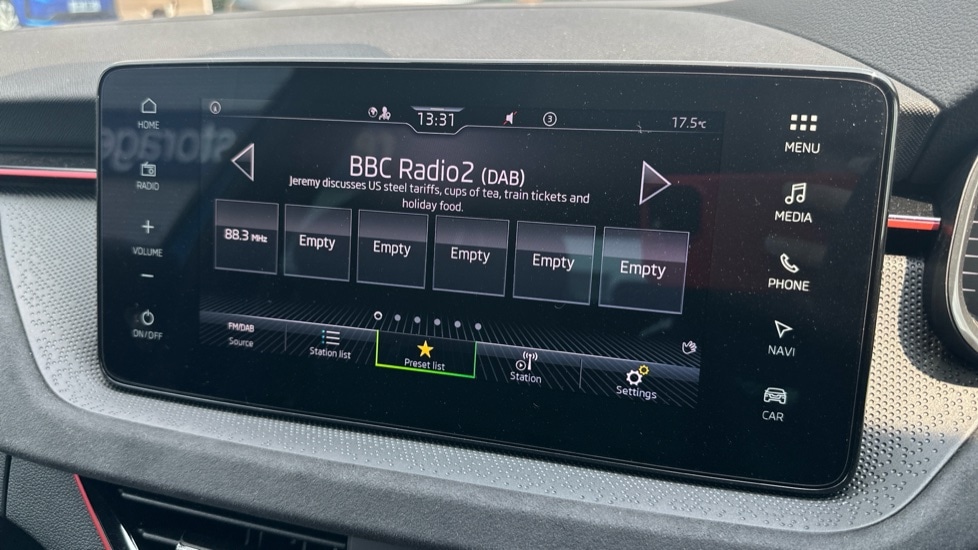 13:31
3
17.5°C
HOME
storag
MENU
BBC Radio2 (DAB)
Jeremy discusses US steel tariffs, cups of tea, train tickets and
holiday food.
RADIO
MEDIA
88.3 MHz
Empty
Empty
Empty
Empty
Empty
VOLUME
PHONE
ON/OFF
FM/DAB
Source
Station list
Preset list
Station
Settings
NAVI
CAR